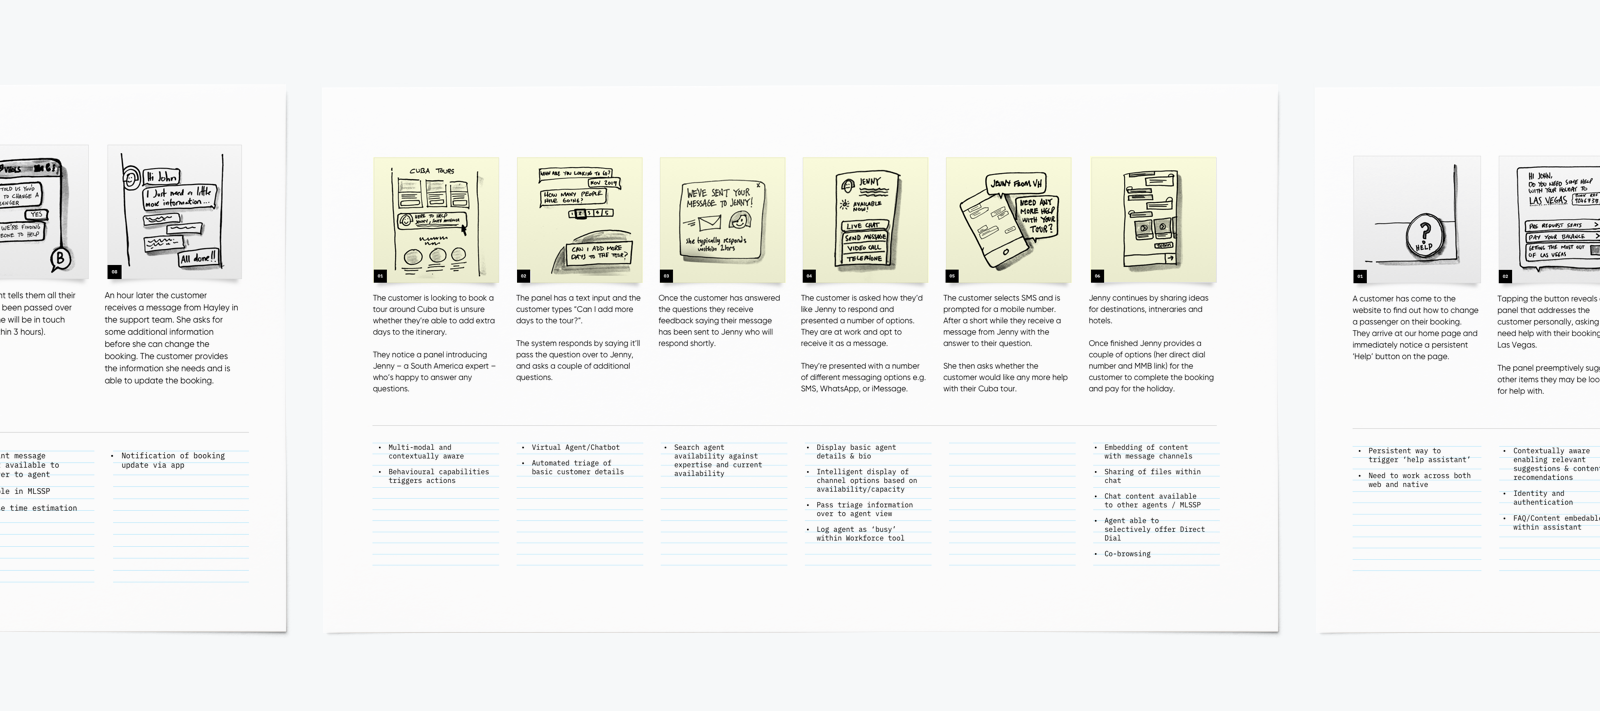 VIRGS
TOLD US YOU'D
TO CHANGE A
YES
WE'RE FINDING
EONE TO HELP
B
Hi John
I Just need a little
more information...
All done!!
08
nt tells them all their
been passed over
e will be in touch
thin 3 hours).
An hour later the customer
receives a message from Hayley in
the support team. She asks for
some additional information
before she can change the
booking. The customer provides
the information she needs and is
able to update the booking.
nt message
available to
er to agent
le in MLSSP
e time estimation
• Notification of booking
update via app
CUBA TOURS
HERE TO HELP
01
WHEN ARE YOU LOOKING TO GO?
NOV 2019
HOW MANY PEOPLE
ARE GOING?
1 2 3 4 5
CAN I ADD MORE
DAYS TO THE TOUR?
02
x
WE'VE SENT YOUR
MESSAGE TO JENNY!
She typically responds
within 2hrs
03
JENNY
AVAILABLE
NOW!
LIVE CHAT
SEND MESSAGE
VIDEO CALL
TELEPHONE
04
JENNY FROM VH
NEED ANY
MORE HELP
WITH YOUR
TOUR?
05
06
The customer is looking to book a
tour around Cuba but is unsure
whether they're able to add extra
days to the itinerary.
They notice a panel introducing
Jenny – a South America expert –
who's happy to answer any
questions.
The panel has a text input and the
customer types "Can I add more
days to the tour?".
The system responds by saying it'll
pass the question over to Jenny,
and asks a couple of additional
questions.
Once the customer has answered
the questions they receive
feedback saying their message
has been sent to Jenny who will
respond shortly.
The customer is asked how they'd
like Jenny to respond and
presented a number of options.
They are at work and opt to
receive it as a message.
They're presented with a number
of different messaging options e.g.
SMS, WhatsApp, or iMessage.
The customer selects SMS and is
prompted for a mobile number.
After a short while they receive a
message from Jenny with the
answer to their question.
She then asks whether the
customer would like any more help
with their Cuba tour.
Jenny continues by sharing ideas
for destinations, intneraries and
hotels.
Once finished Jenny provides a
couple of options (her direct dial
number and MMB link) for the
customer to complete the booking
and pay for the holiday.
• Multi-modal and
contextually aware
• Behavioural capabilities
triggers actions
• Virtual Agent/Chatbot
• Automated triage of
basic customer details
• Search agent
availability against
expertise and current
availability
• Display basic agent
details & bio
• Intelligent display of
channel options based on
availability/capacity
• Pass triage information
over to agent view
• Log agent as 'busy'
within Workforce tool
• Embedding of content
with message channels
• Sharing of files within
chat
• Chat content available
to other agents / MLSSP
• Agent able to
selectively offer Direct
Dial
• Co-browsing
?
HELP
01
HI JOHN,
DO YOU NEED SOME HELP
WITH YOUR HOLIDAY TO
LAS VEGAS
PRE REQUEST SEATS >
PAY YOUR BALANCE >
GETTING THE MOST OUT
OF LAS VEGAS
02
A customer has come to the
website to find out how to change
a passenger on their booking.
They arrive at our home page and
immediately notice a persistent
'Help' button on the page.
Tapping the button reveals
panel that addresses the
customer personally, asking
need help with their booking
Las Vegas.
The panel preemptively sug
other items they may be loo
for help with.
• Persistent way to
trigger 'help assistant'
• Need to work across both
web and native
• Contextually aware
enabling relevant
suggestions & content
recomendations
• Identity and
authentication
• FAQ/Content embedabl
within assistant